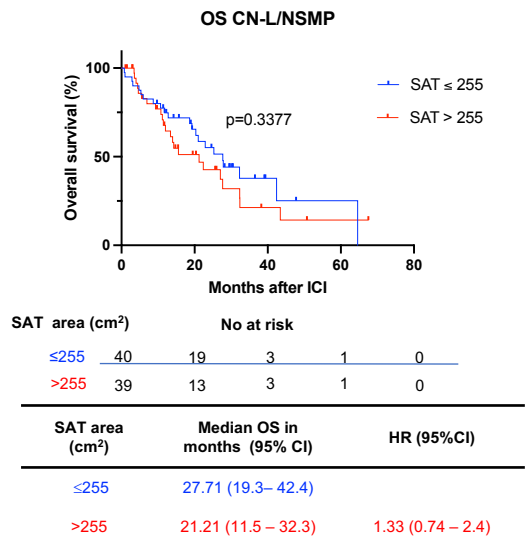 OS CN-L/NSMP
Overall survival (%)
100
50
0
0 20 40 60 80
Months after ICI
p=0.3377
SAT ≤ 255
SAT > 255
SAT area (cm²) No at risk
≤255 40 19 3 1 0
>255 39 13 3 1 0
SAT area (cm²) Median OS in months (95% CI) HR (95%CI)
≤255 27.71 (19.3– 42.4)
>255 21.21 (11.5 – 32.3) 1.33 (0.74 – 2.4)